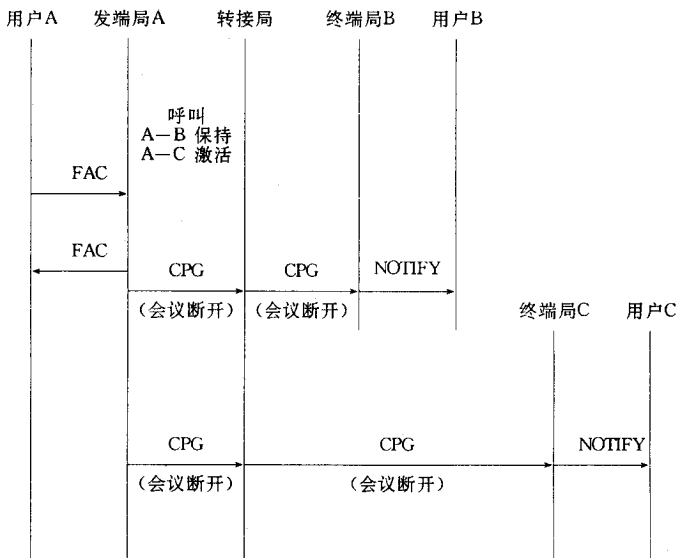 用户A 发端局A 转接局 终端局B 用户B
呼叫
A—B 保持
A—C 激活
FAC
FAC
CPG CPG NOTIFY
(会议断开) (会议断开)
终端局C 用户C
CPG CPG NOTIFY
(会议断开) (会议断开)